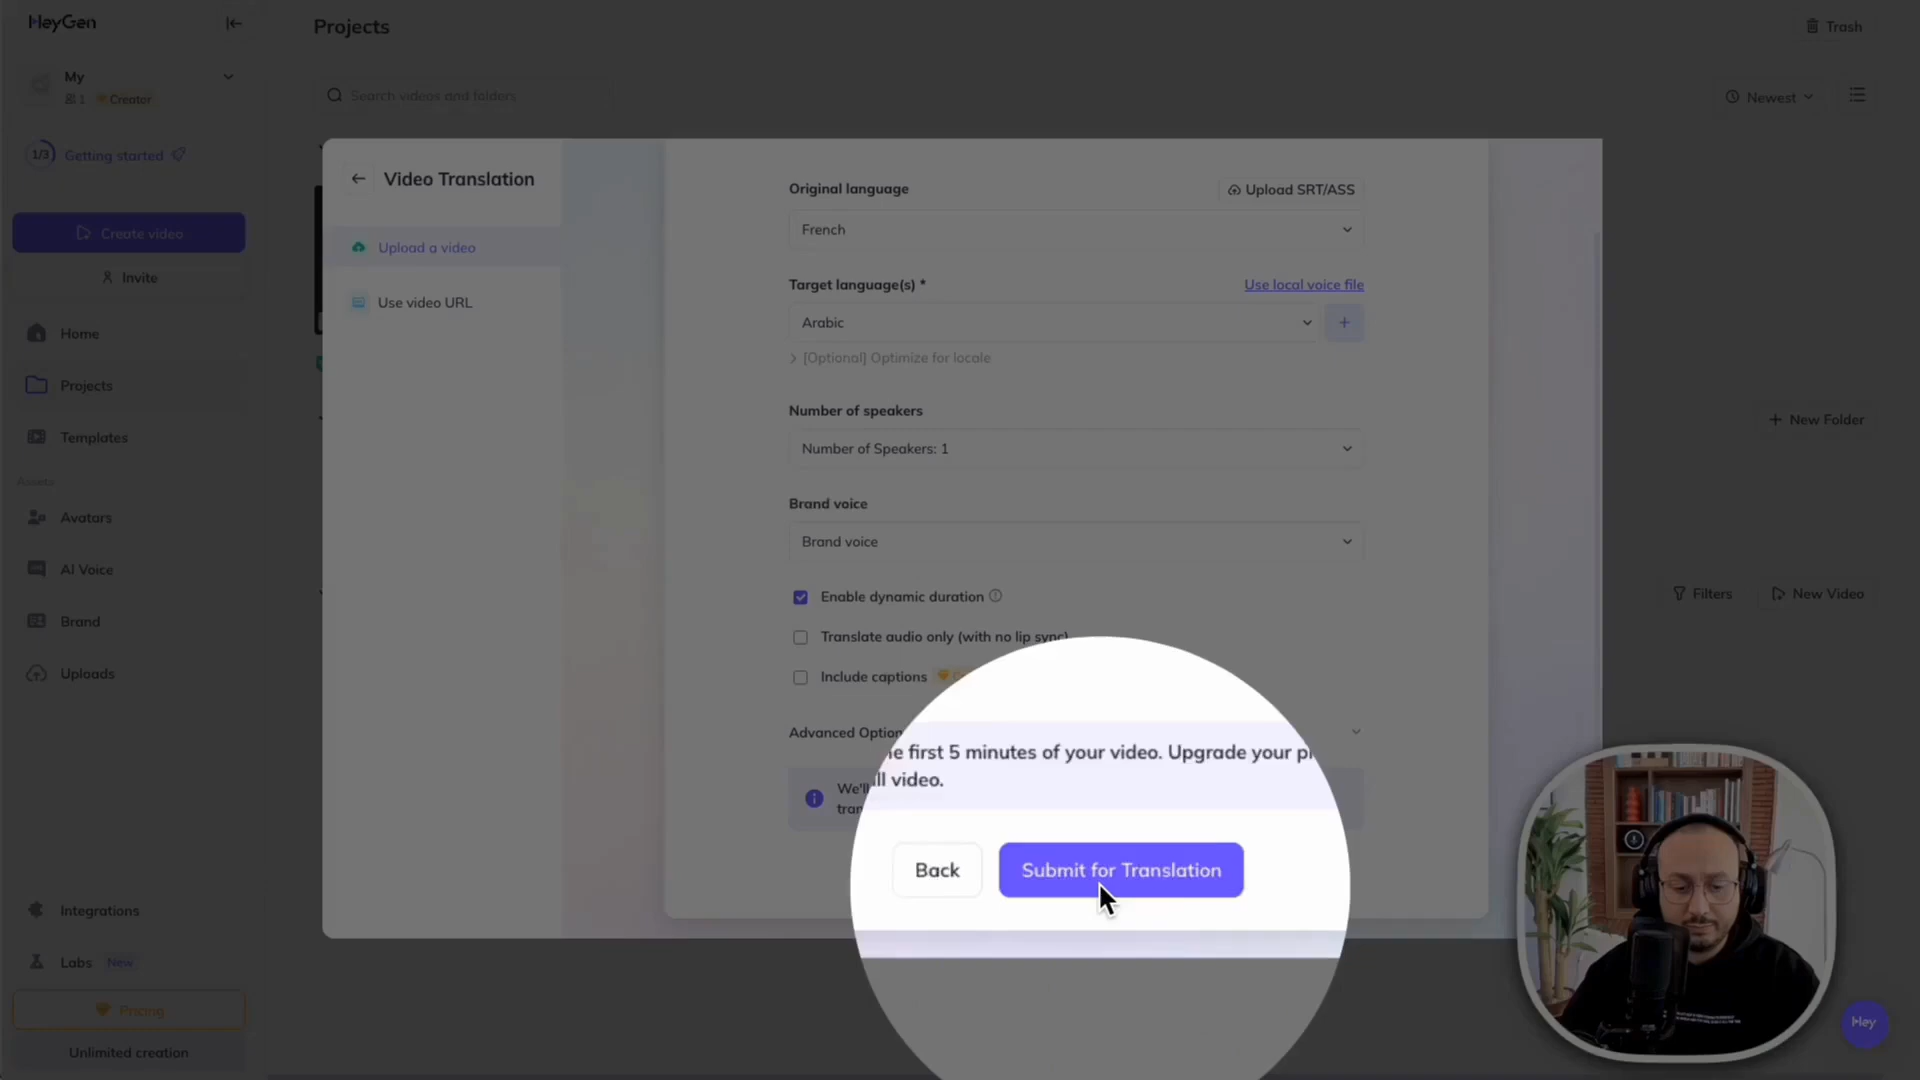 HeyGen
My
1 Creator
1/3 Getting started
Create video
Invite
Home
Projects
Templates
Assets
Avatars
AI Voice
Brand
Uploads
Integrations
Labs New
Pricing
Unlimited creation
Projects
Trash
Search videos and folders
Newest
Video Translation
Upload a video
Use video URL
Original language
Upload SRT/ASS
French
Target language(s) *
Use local voice file
Arabic
[Optional] Optimize for locale
Number of speakers
Number of Speakers: 1
Brand voice
Brand voice
Enable dynamic duration
Translate audio only (with no lip sync)
Include captions
Advanced Option
We'll
first 5 minutes of your video. Upgrade your
video.
Back
Submit for Translation
New Folder
Filters
New Video
Hey